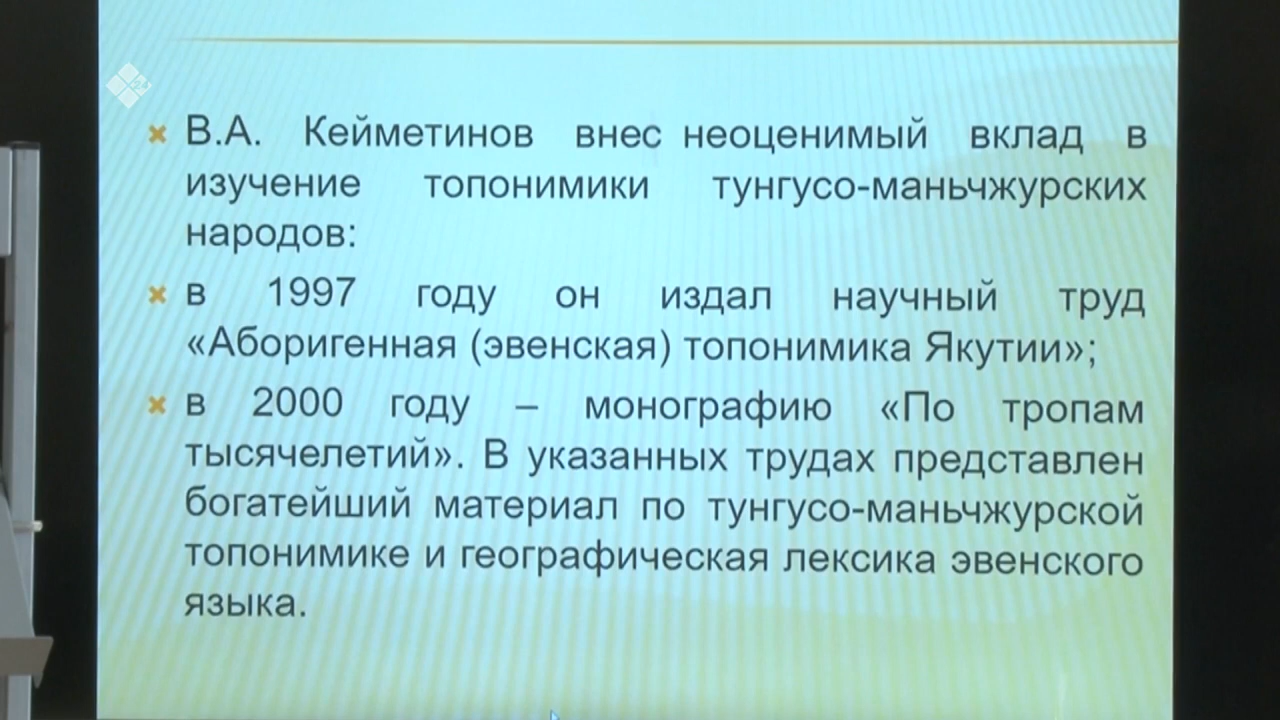 В.А. Кейметинов внес неоценимый вклад в
изучение топонимики тунгусо-маньчжурских
народов:
в 1997 году он издал научный труд
«Аборигенная (эвенская) топонимика Якутии»;
в 2000 году – монографию «По тропам
тысячелетий». В указанных трудах представлен
богатейший материал по тунгусо-маньчжурской
топонимике и географическая лексика эвенского
языка.